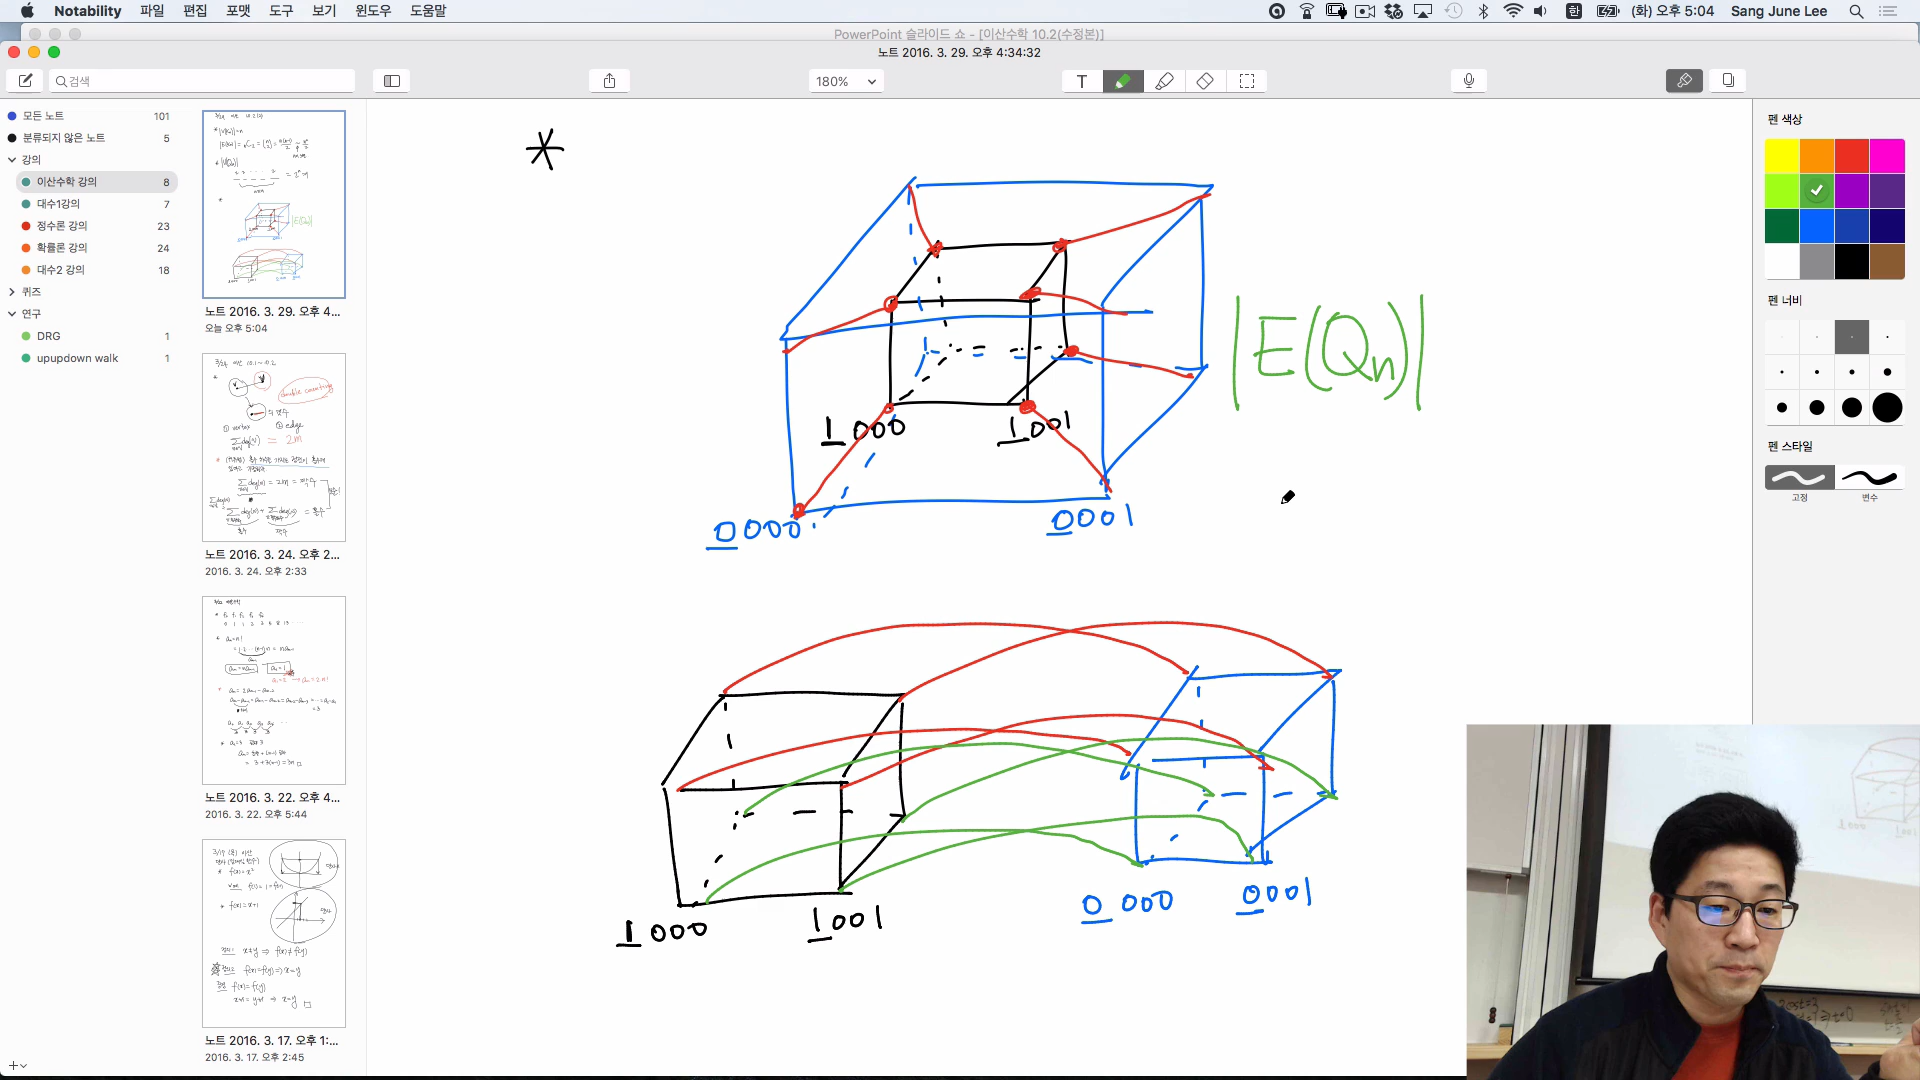 Notability 파일 편집 포맷 도구 보기 윈도우 도움말
(화) 오후 5:04 Sang June Lee
PowerPoint 슬라이드 쇼 - [이산수학 10.2(수정본)]
노트 2016. 3. 29. 오후 4:34:32
검색
180%
T
모든 노트 101
분류되지 않은 노트 5
강의
이산수학 강의 8
대수1강의 7
정수론 강의 23
확률론 강의 24
대수2 강의 18
퀴즈
연구
DRG 1
upupdown walk 1
노트 2016. 3. 29. 오후 4...
오늘 오후 5:04
노트 2016. 3. 24. 오후 2...
2016. 3. 24. 오후 2:33
노트 2016. 3. 22. 오후 4...
2016. 3. 22. 오후 5:44
노트 2016. 3. 17. 오후 1:...
2016. 3. 17. 오후 2:45
*
|E(Qn)|
1000
1001
0000
0001
1000
1001
0000
0001
펜 색상
펜 너비
펜 스타일
고정
변수